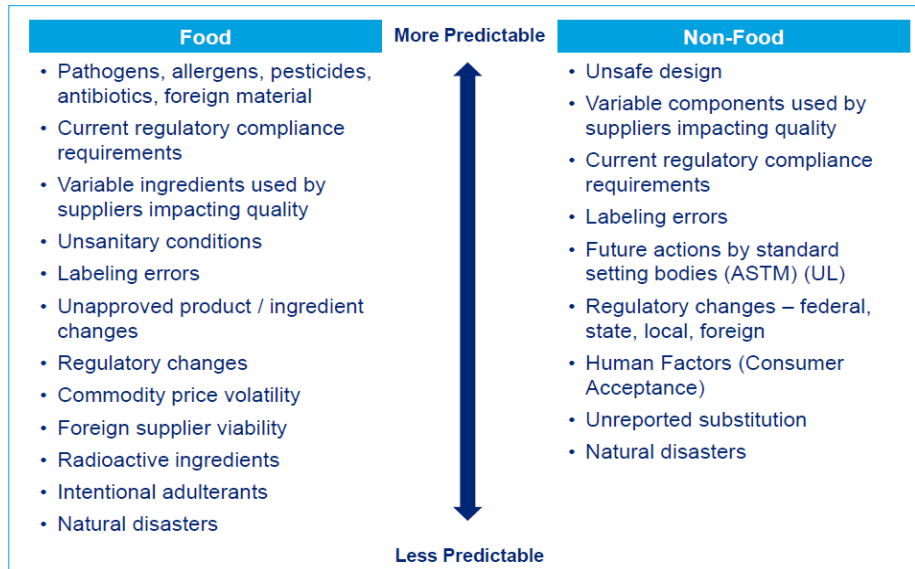 Food
More Predictable
Non-Food
• Pathogens, allergens, pesticides,
antibiotics, foreign material
• Current regulatory compliance
requirements
• Variable ingredients used by
suppliers impacting quality
• Unsanitary conditions
• Labeling errors
• Unapproved product / ingredient
changes
• Regulatory changes
• Commodity price volatility
• Foreign supplier viability
• Radioactive ingredients
• Intentional adulterants
• Natural disasters
• Unsafe design
• Variable components used by
suppliers impacting quality
• Current regulatory compliance
requirements
• Labeling errors
• Future actions by standard
setting bodies (ASTM) (UL)
• Regulatory changes – federal,
state, local, foreign
• Human Factors (Consumer
Acceptance)
• Unreported substitution
• Natural disasters
Less Predictable